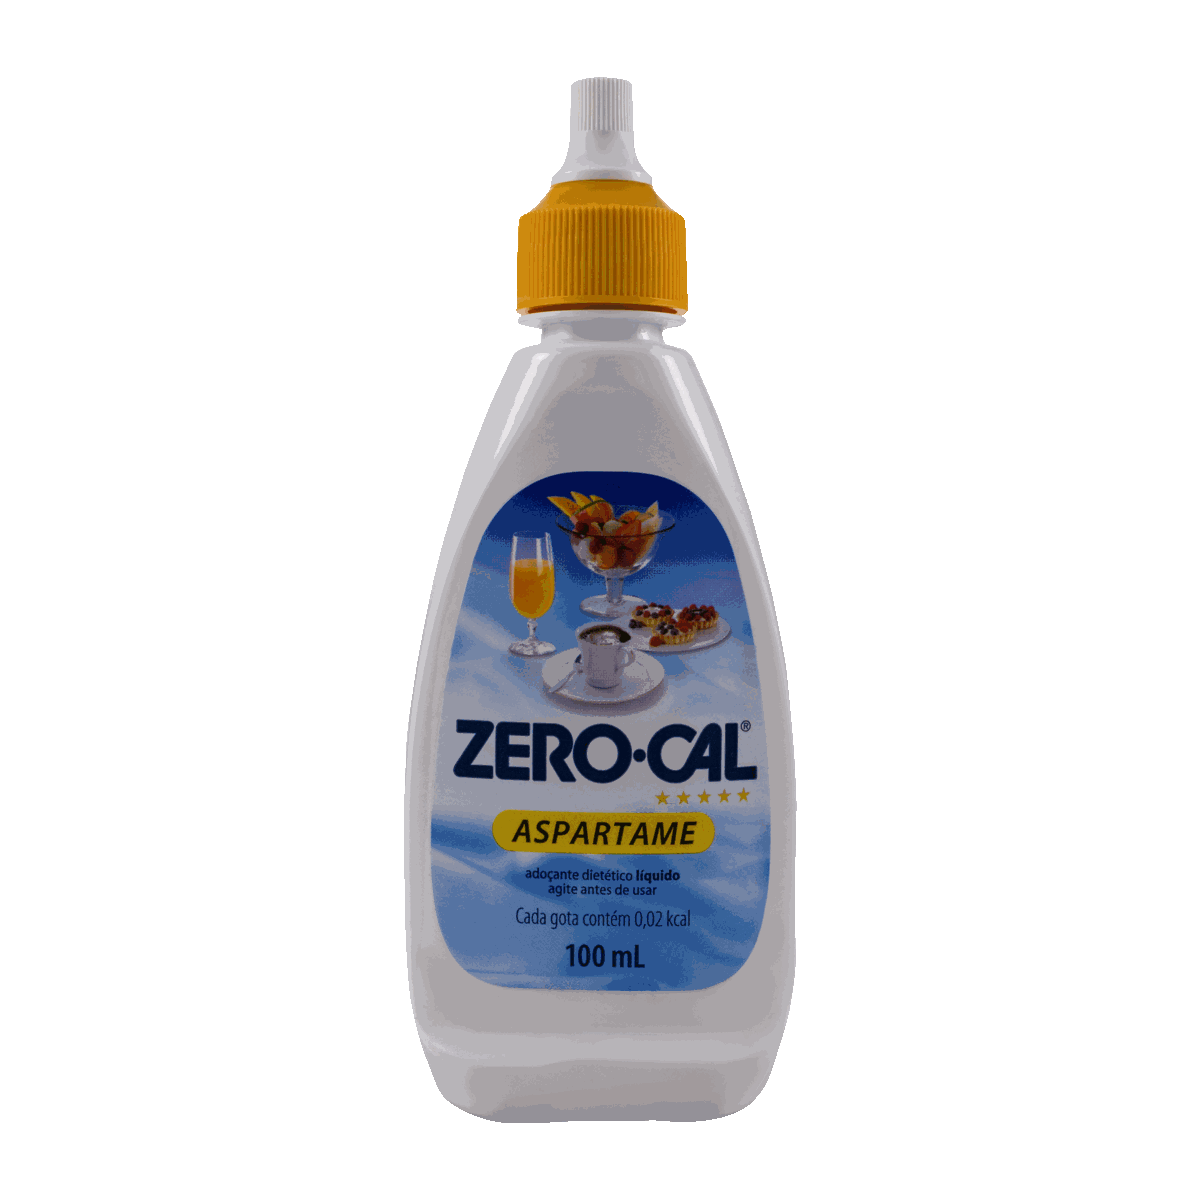 ZERO·CAL®
ASPARTAME
adoçante dietético líquido
agite antes de usar
Cada gota contém 0,02 kcal
100 mL